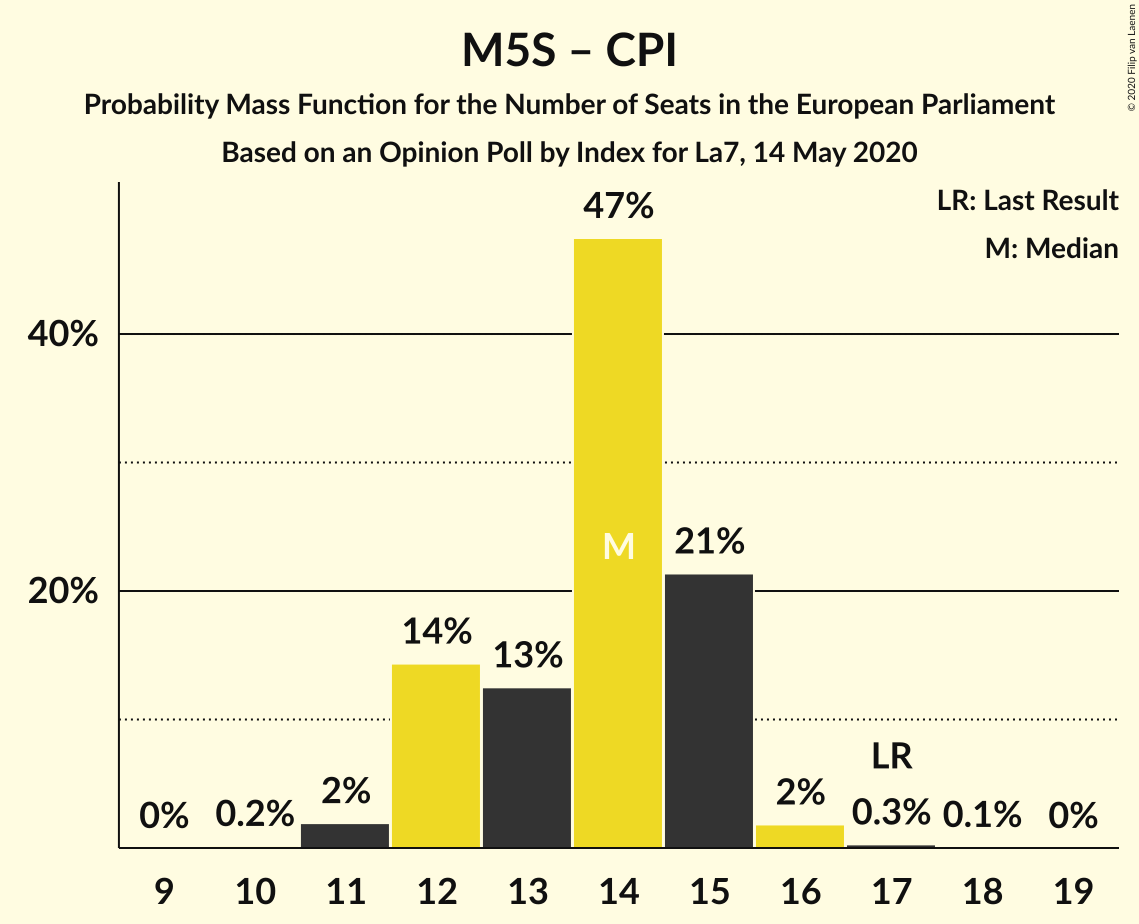 M5S – CPI
Probability Mass Function for the Number of Seats in the European Parliament
Based on an Opinion Poll by Index for La7, 14 May 2020
© 2020 Filip van Laenen
LR: Last Result
M: Median
47%
40%
M
21%
20%
14%
13%
LR
0%
0.2%
2%
2%
0.3%
0.1%
0%
9 10 11 12 13 14 15 16 17 18 19